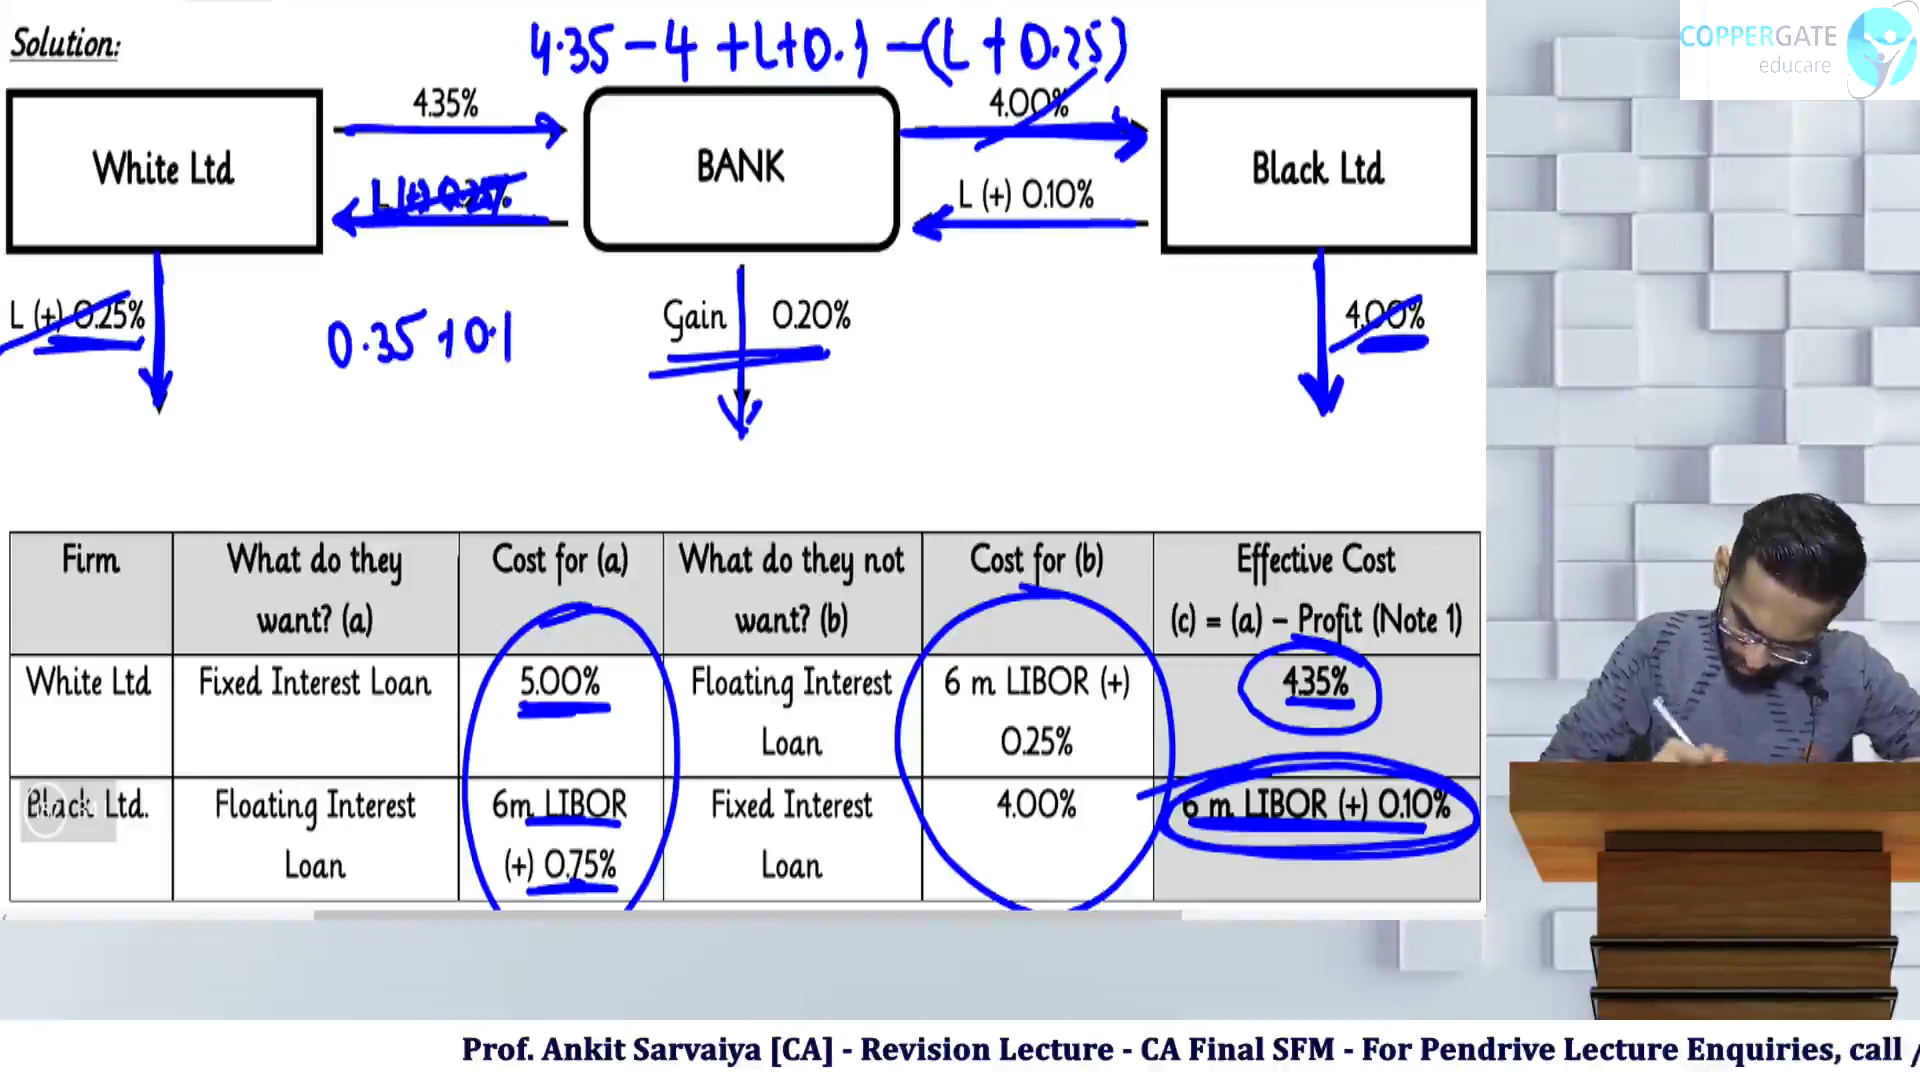 COPPERGATE
educare
Solution:
4.35 - 4 + L + 0.1 - (L + 0.25)
4.35%
4.00%
White Ltd
BANK
Black Ltd
L (+) 0.25%
L (+) 0.10%
L (+) 0.25%
0.35 + 0.1
Gain 0.20%
4.00%
Firm
What do they want? (a)
Cost for (a)
What do they not want? (b)
Cost for (b)
Effective Cost
(c) = (a) – Profit (Note 1)
White Ltd
Fixed Interest Loan
5.00%
Floating Interest Loan
6 m LIBOR (+) 0.25%
4.35%
Black Ltd.
Floating Interest Loan
6m LIBOR (+) 0.75%
Fixed Interest Loan
4.00%
6 m LIBOR (+) 0.10%
Prof. Ankit Sarvaiya [CA] - Revision Lecture - CA Final SFM - For Pendrive Lecture Enquiries, call /